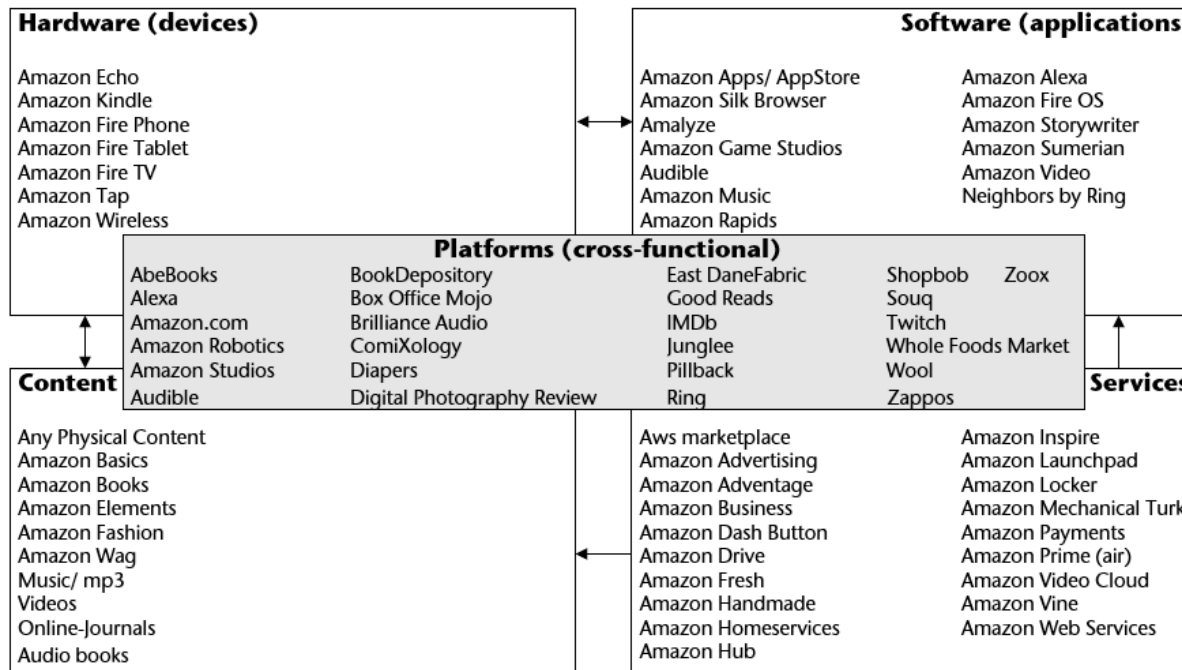 Hardware (devices)
Amazon Echo
Amazon Kindle
Amazon Fire Phone
Amazon Fire Tablet
Amazon Fire TV
Amazon Tap
Amazon Wireless
Software (applications
Amazon Apps/ AppStore
Amazon Silk Browser
Amalyze
Amazon Game Studios
Audible
Amazon Music
Amazon Rapids
Amazon Alexa
Amazon Fire OS
Amazon Storywriter
Amazon Sumerian
Amazon Video
Neighbors by Ring
Platforms (cross-functional)
AbeBooks
Alexa
Amazon.com
Amazon Robotics
Amazon Studios
Audible
BookDepository
Box Office Mojo
Brilliance Audio
ComiXology
Diapers
Digital Photography Review
East DaneFabric
Good Reads
IMDb
Junglee
Pillback
Ring
Shopbob
Souq
Twitch
Whole Foods Market
Wool
Zappos
Zoox
Content
Any Physical Content
Amazon Basics
Amazon Books
Amazon Elements
Amazon Fashion
Amazon Wag
Music/ mp3
Videos
Online-Journals
Audio books
Services
Aws marketplace
Amazon Advertising
Amazon Adventage
Amazon Business
Amazon Dash Button
Amazon Drive
Amazon Fresh
Amazon Handmade
Amazon Homeservices
Amazon Hub
Amazon Inspire
Amazon Launchpad
Amazon Locker
Amazon Mechanical Turk
Amazon Payments
Amazon Prime (air)
Amazon Video Cloud
Amazon Vine
Amazon Web Services